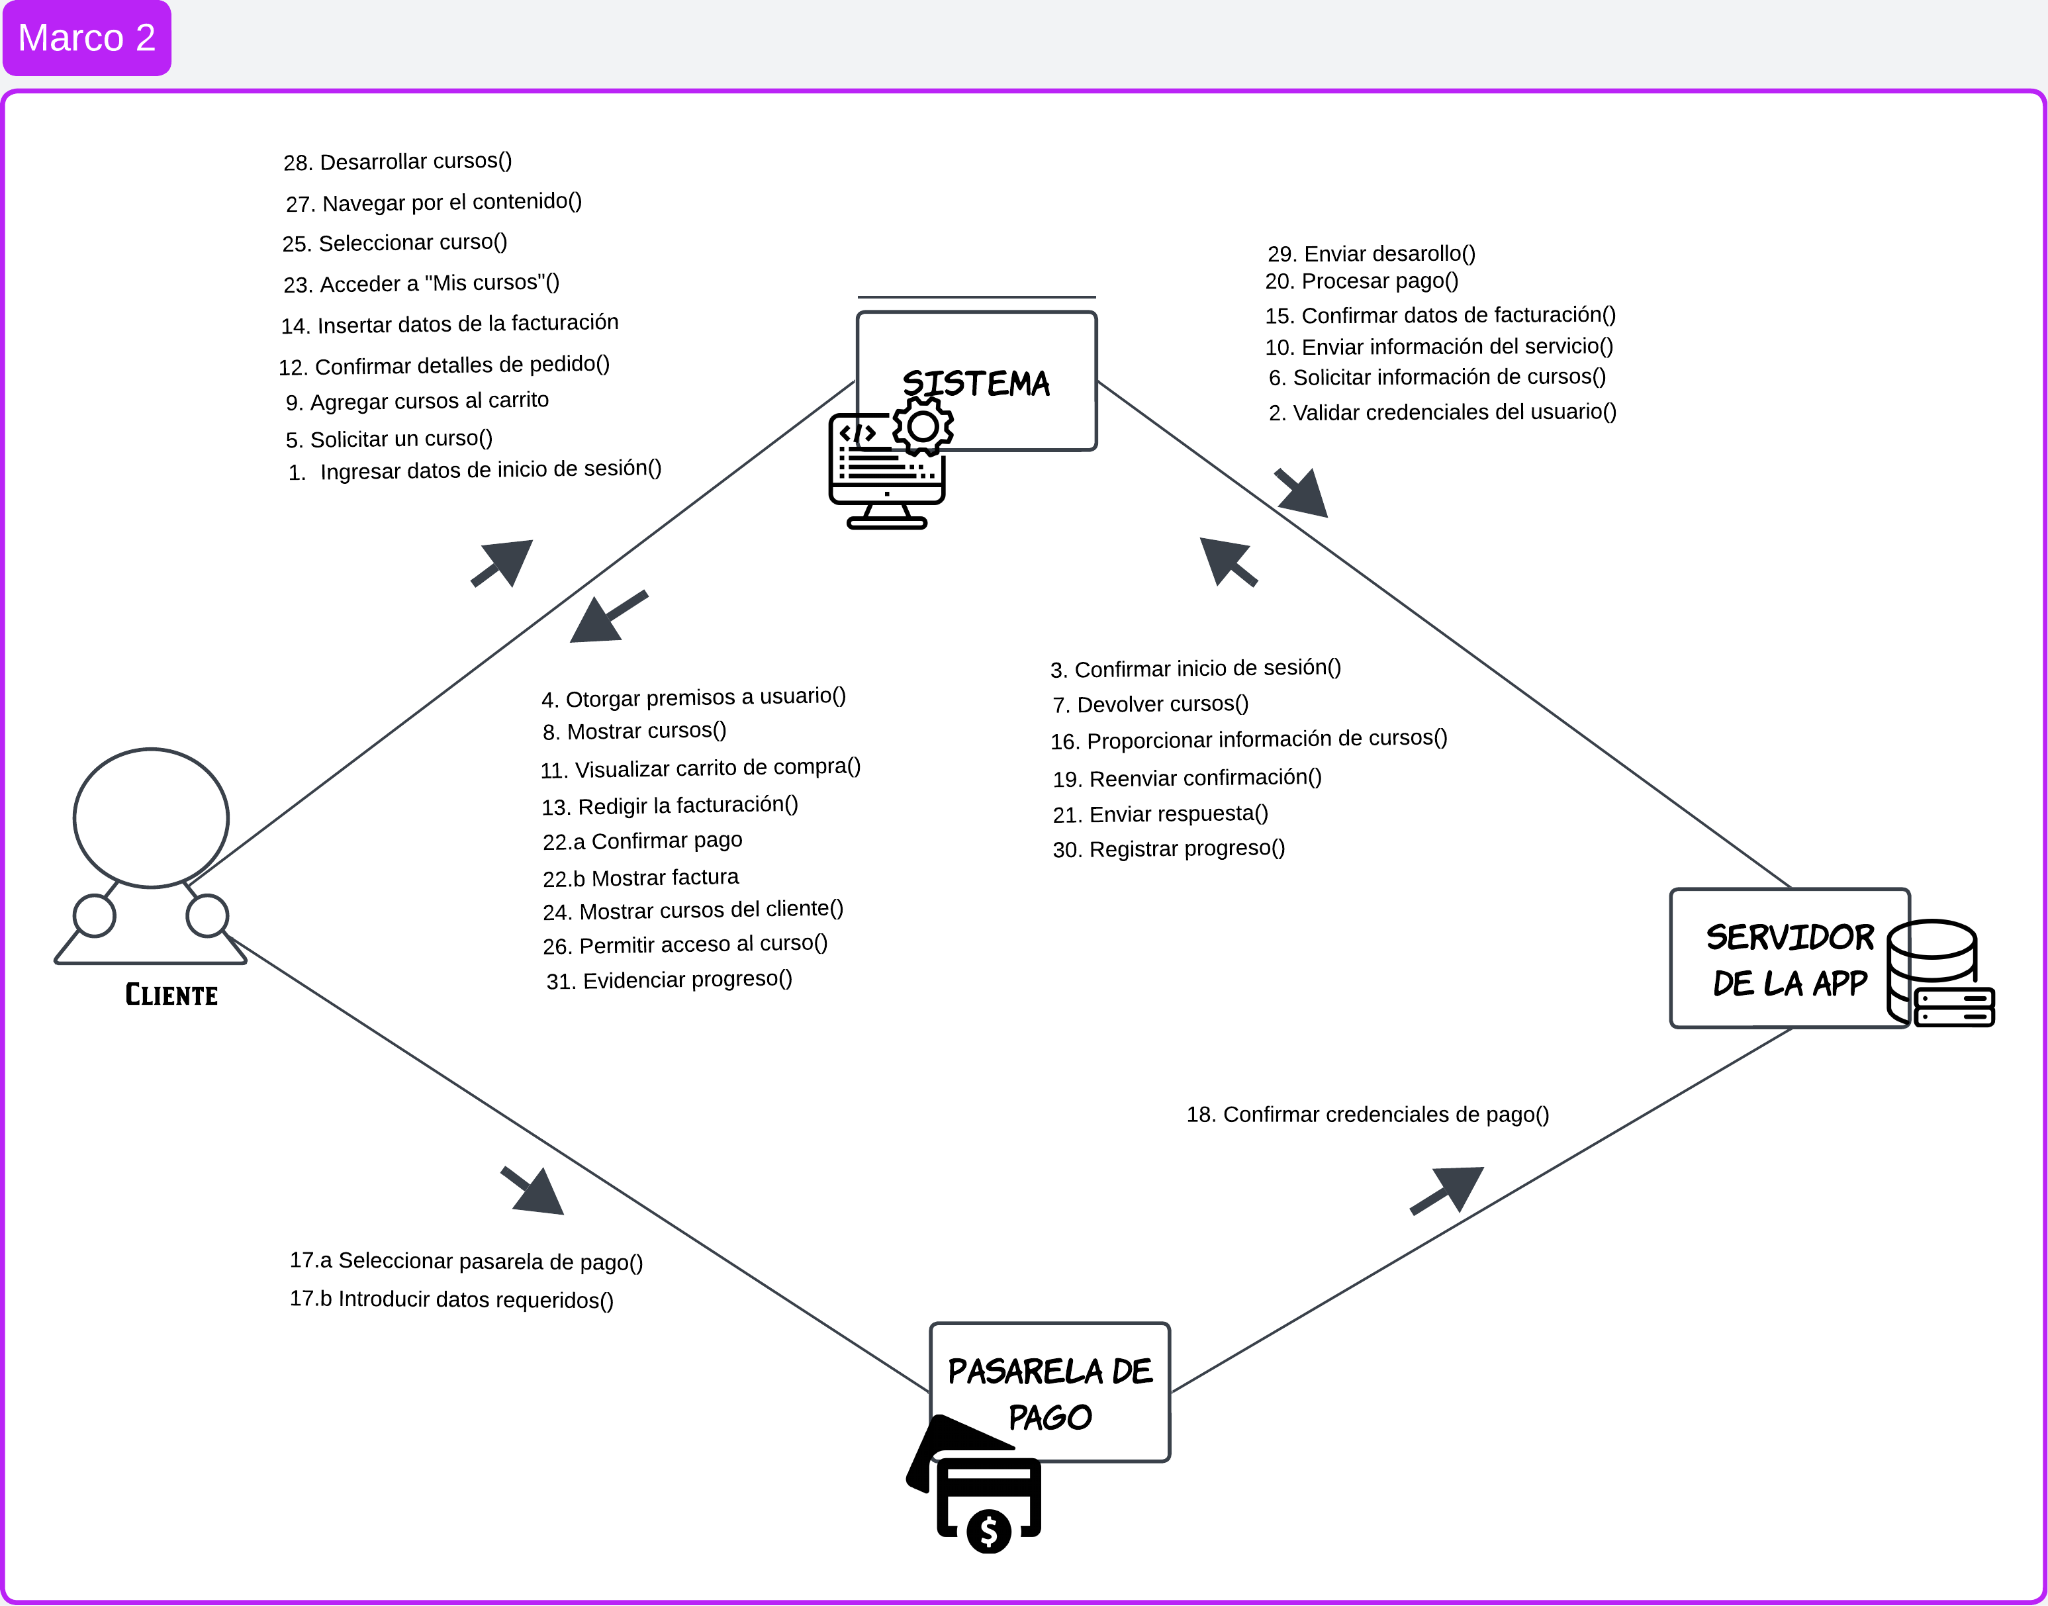 Marco 2
28. Desarrollar cursos()
27. Navegar por el contenido()
25. Seleccionar curso()
23. Acceder a "Mis cursos"()
14. Insertar datos de la facturación
12. Confirmar detalles de pedido()
9. Agregar cursos al carrito
5. Solicitar un curso()
1. Ingresar datos de inicio de sesión()
29. Enviar desarollo()
20. Procesar pago()
15. Confirmar datos de facturación()
10. Enviar información del servicio()
6. Solicitar información de cursos()
2. Validar credenciales del usuario()
SISTEMA
4. Otorgar premisos a usuario()
8. Mostrar cursos()
11. Visualizar carrito de compra()
13. Redigir la facturación()
22.a Confirmar pago
22.b Mostrar factura
24. Mostrar cursos del cliente()
26. Permitir acceso al curso()
31. Evidenciar progreso()
3. Confirmar inicio de sesión()
7. Devolver cursos()
16. Proporcionar información de cursos()
19. Reenviar confirmación()
21. Enviar respuesta()
30. Registrar progreso()
CLIENTE
SERVIDOR
DE LA APP
18. Confirmar credenciales de pago()
17.a Seleccionar pasarela de pago()
17.b Introducir datos requeridos()
PASARELA DE
PAGO
$